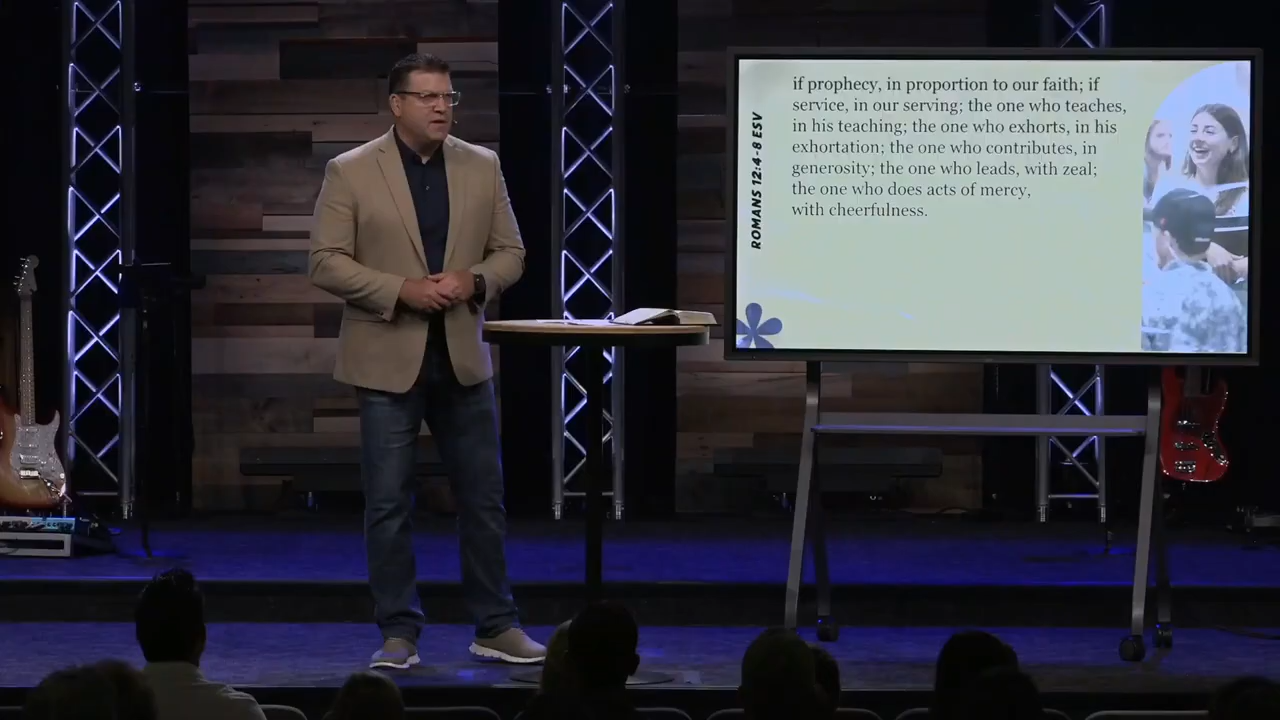 ROMANS 12:4-8 ESV
if prophecy, in proportion to our faith; if
service, in our serving; the one who teaches,
in his teaching; the one who exhorts, in his
exhortation; the one who contributes, in
generosity; the one who leads, with zeal;
the one who does acts of mercy,
with cheerfulness.